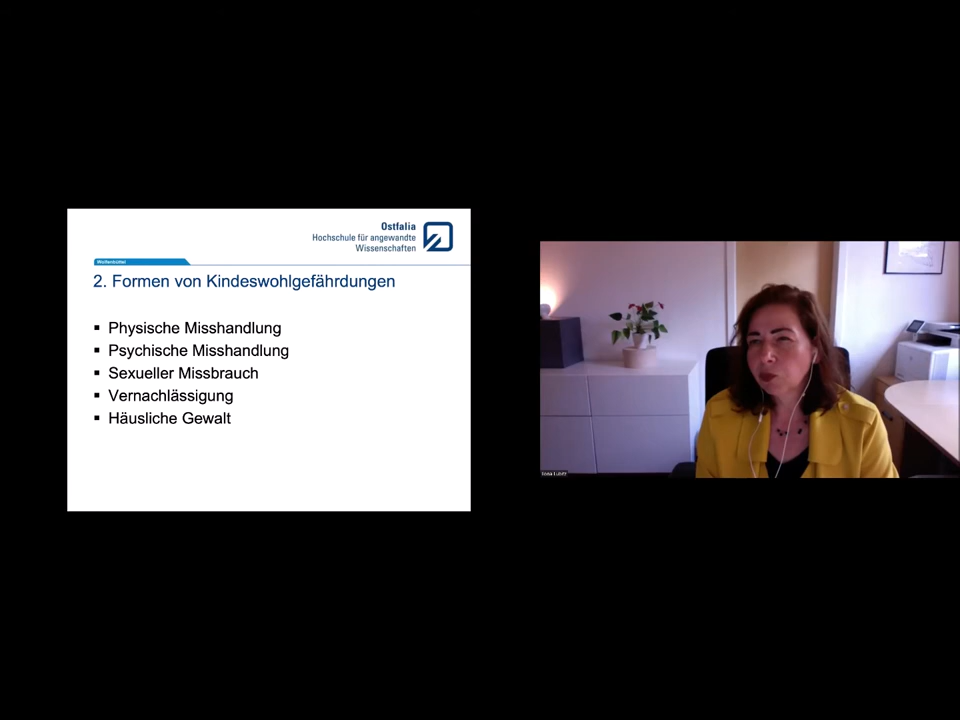 Ostfalia
Hochschule für angewandte
Wissenschaften
Wolfenbüttel
2. Formen von Kindeswohlgefährdungen
▪ Physische Misshandlung
▪ Psychische Misshandlung
▪ Sexueller Missbrauch
▪ Vernachlässigung
▪ Häusliche Gewalt